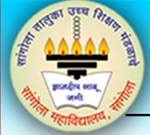 सांगोला तालुका उच्च शिक्षण मंडळाचे
ज्ञानदीप लावू
जगी
सांगोला महाविद्यालय, सांगोला